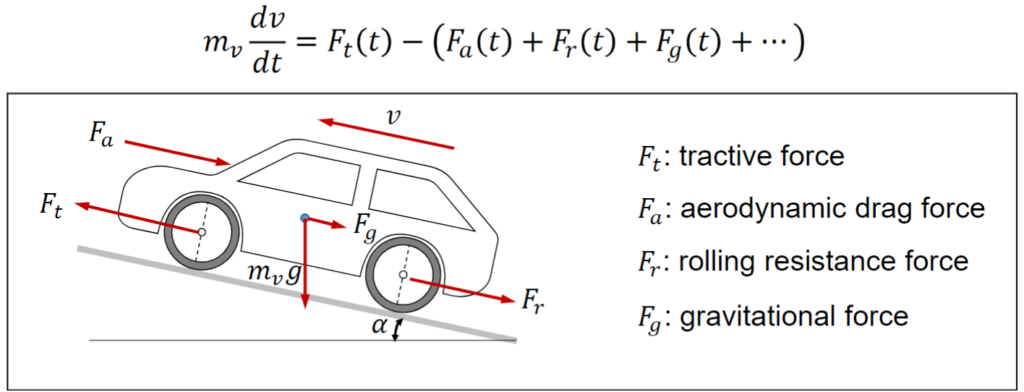 m_v dv/dt = F_t(t) − (F_a(t) + F_r(t) + F_g(t) + ⋯)
v
F_a
F_t: tractive force
F_t
F_a: aerodynamic drag force
F_g
F_r: rolling resistance force
m_v g
F_r
F_g: gravitational force
α